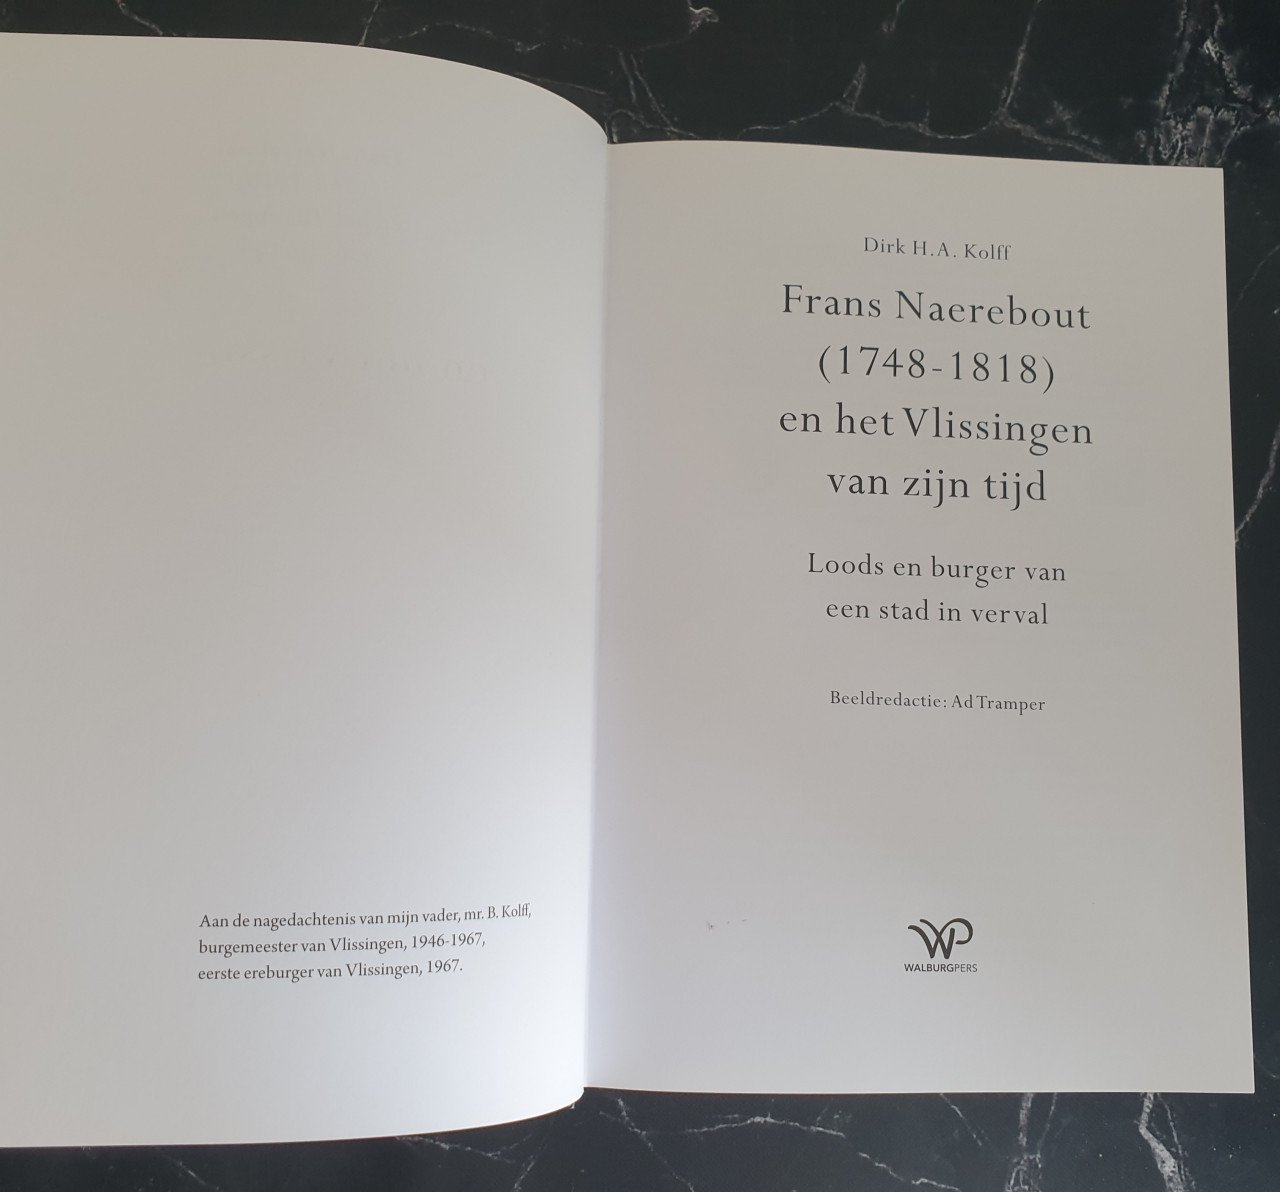 Aan de nagedachtenis van mijn vader, mr. B. Kolff,
burgemeester van Vlissingen, 1946-1967,
eerste ereburger van Vlissingen, 1967.
Dirk H.A. Kolff
Frans Naerebout
(1748-1818)
en het Vlissingen
van zijn tijd
Loods en burger van
een stad in verval
Beeldredactie: Ad Tramper
WP
WALBURGPERS